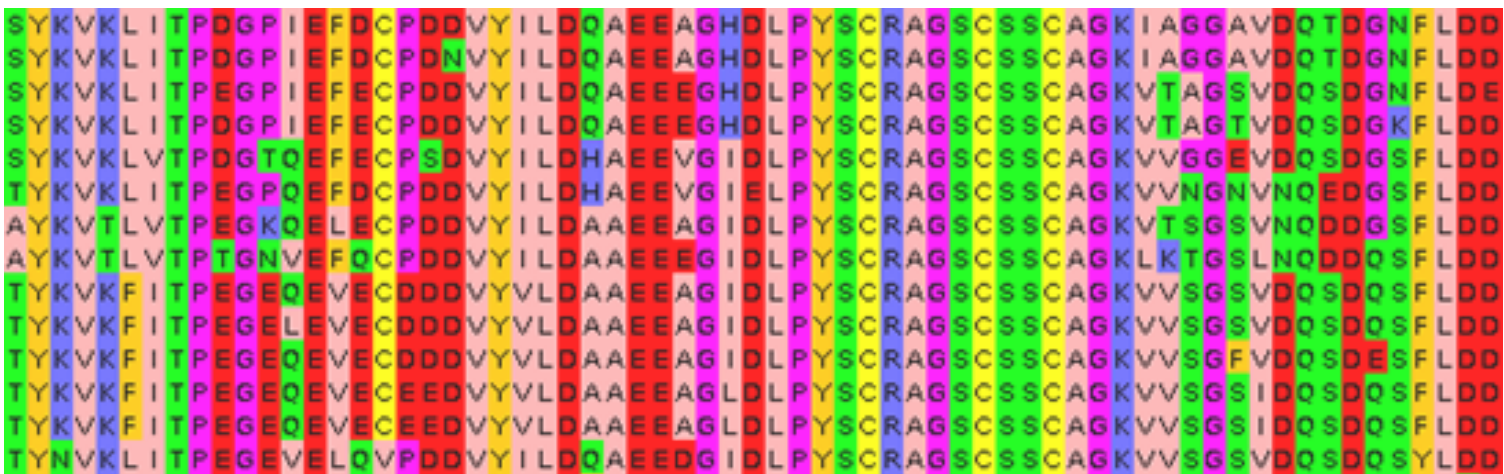 SYKVKLITPDGPIEFDCPDDVYILDQAEEAGHDLPYSCRAGSCSSCAGKIAGGAVDQTDGNFLDD
SYKVKLITPDGPIEFDCPDNVYILDQAEEAGHDLPYSCRAGSCSSCAGKIAGGAVDQTDGNFLDD
SYKVKLITPEGPIEFECPDDVYILDQAEEEGHDLPYSCRAGSCSSCAGKVTAGSVDQSDGNFLDE
SYKVKLITPDGPIEFECPDDVYILDQAEEEGHDLPYSCRAGSCSSCAGKVTAGTVDQSDGKFLDD
SYKVKLVTPDGTQEFECPSDVYILDHAEEVGIDLPYSCRAGSCSSCAGKVVGGEVDQSDGSFLDD
TYKVKLITPEGPQEFDCPDDVYILDHAEEVGIELPYSCRAGSCSSCAGKVVNGNVNQEDGSFLDD
AYKVTLVTPEGKQELECPDDVYILDAAEEAGIDLPYSCRAGSCSSCAGKVTSGSVNQDDGSFLDD
AYKVTLVTPTGNVEFQCPDDVYILDAAEEEGIDLPYSCRAGSCSSCAGKLKTGSLNQDDQSFLDD
TYKVKFITPEGEQEVECDDDVYVLDAAEEAGIDLPYSCRAGSCSSCAGKVVSGSVDQSDQSFLDD
TYKVKFITPEGELEVECDDDVYVLDAAEEAGIDLPYSCRAGSCSSCAGKVVSGSVDQSDQSFLDD
TYKVKFITPEGEQEVECDDDVYVLDAAEEAGIDLPYSCRAGSCSSCAGKVVSGFVDQSDESFLDD
TYKVKFITPEGEQEVECEEDVYVLDAAEEAGLDLPYSCRAGSCSSCAGKVVSGSIDQSDQSFLDD
TYKVKFITPEGEQEVECEEDVYVLDAAEEAGLDLPYSCRAGSCSSCAGKVVSGSIDQSDQSFLDD
TYNVKLITPEGEVELQVPDDVYILDQAEEDGIDLPYSCRAGSCSSCAGKVVSGSVDQSDQSYLDD